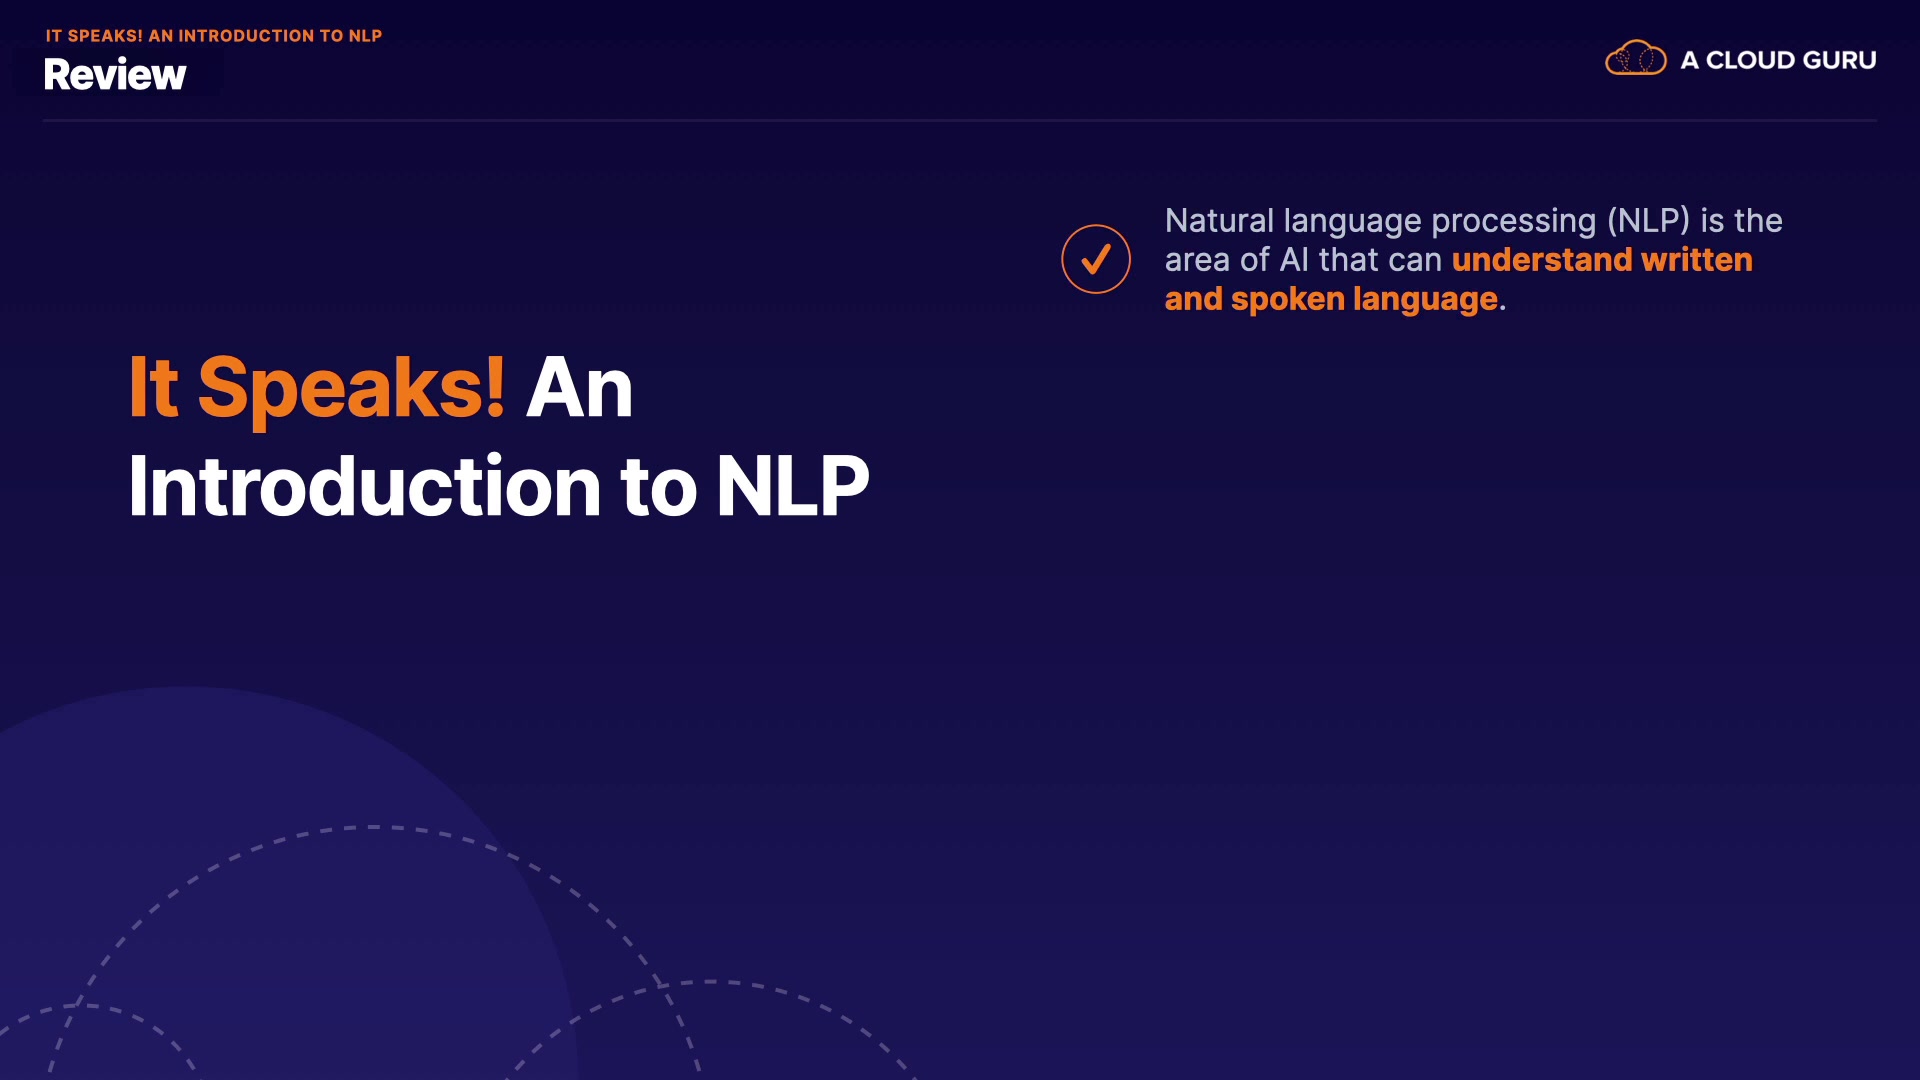 IT SPEAKS! AN INTRODUCTION TO NLP
Review
A CLOUD GURU
Natural language processing (NLP) is the
area of AI that can understand written
and spoken language.
It Speaks! An
Introduction to NLP